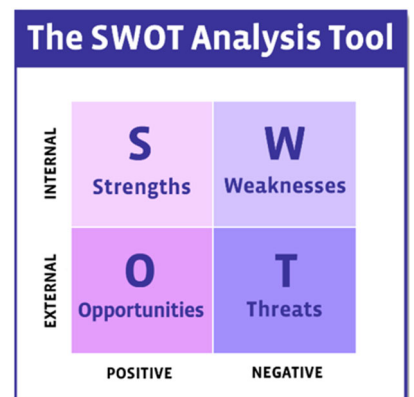 The SWOT Analysis Tool
INTERNAL
S
Strengths
W
Weaknesses
EXTERNAL
O
Opportunities
T
Threats
POSITIVE
NEGATIVE